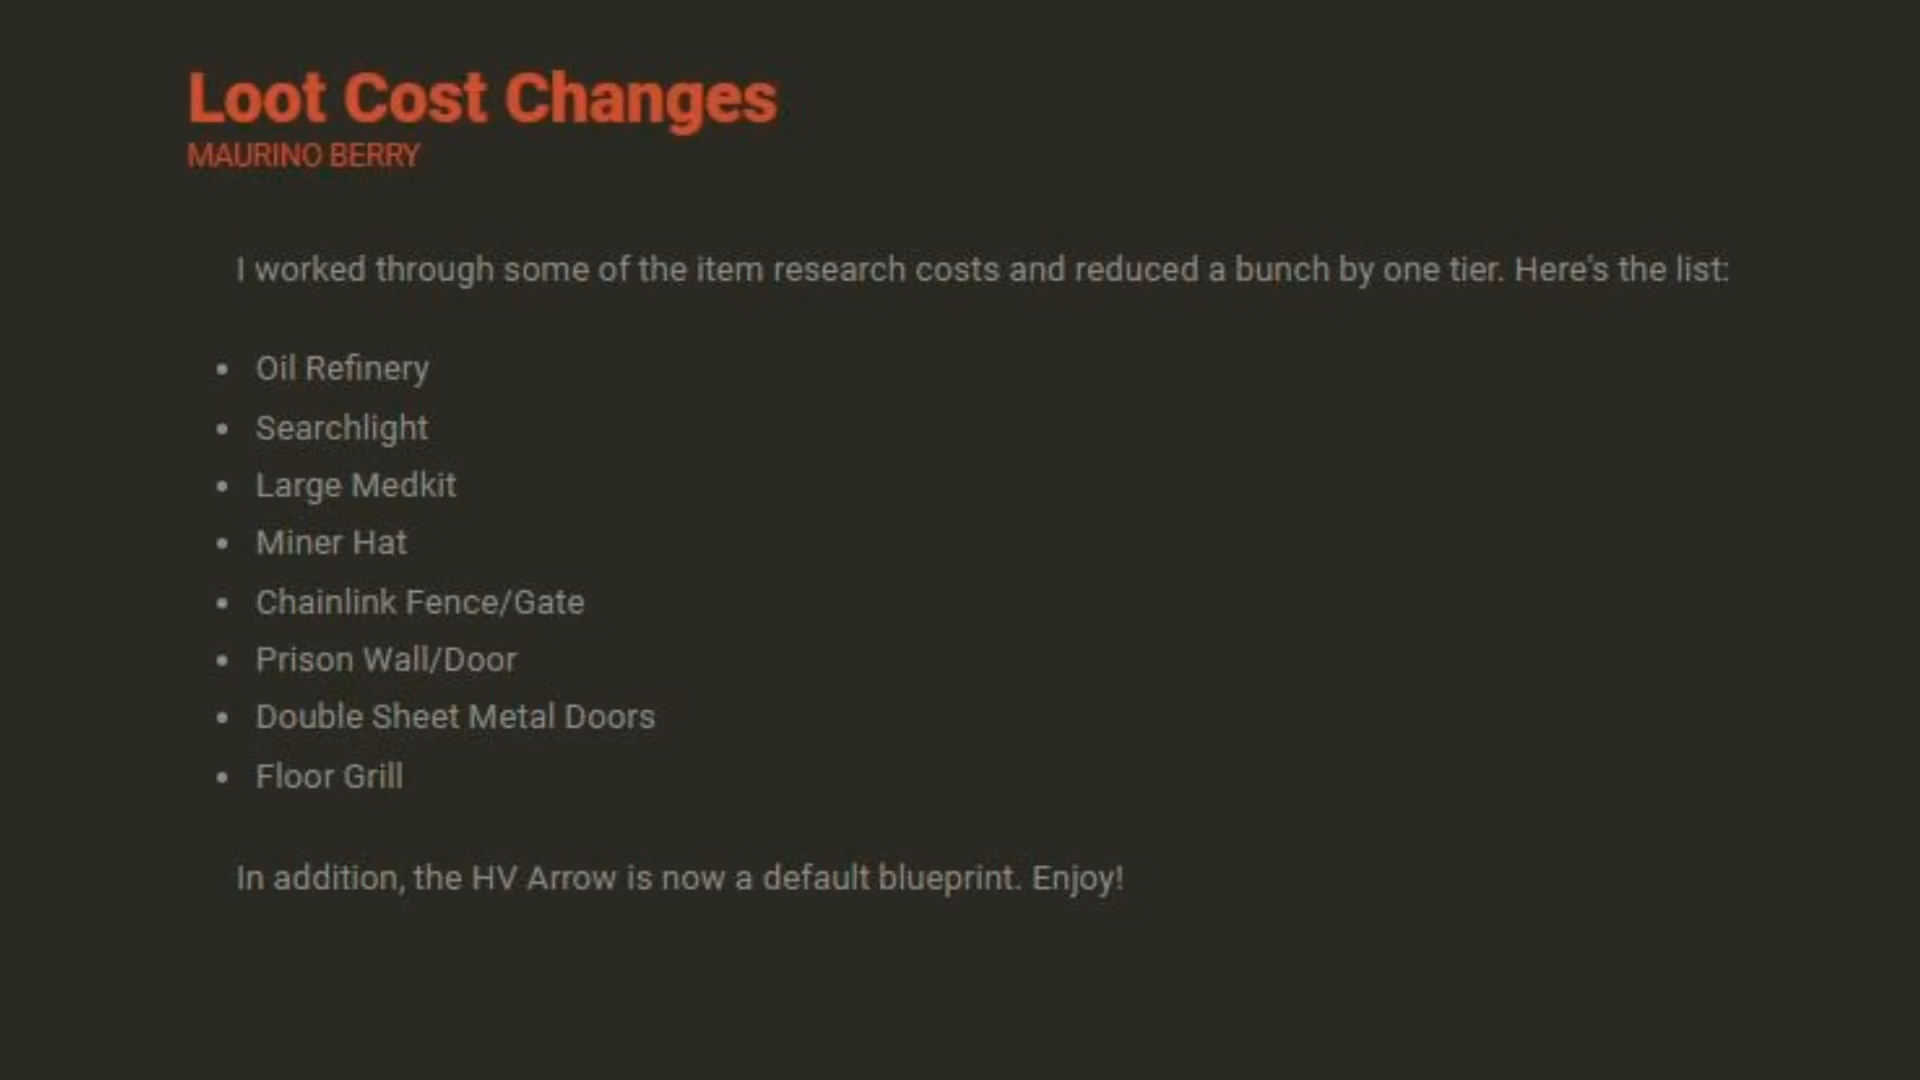 Loot Cost Changes
MAURINO BERRY
I worked through some of the item research costs and reduced a bunch by one tier. Here's the list:
• Oil Refinery
• Searchlight
• Large Medkit
• Miner Hat
• Chainlink Fence/Gate
• Prison Wall/Door
• Double Sheet Metal Doors
• Floor Grill
In addition, the HV Arrow is now a default blueprint. Enjoy!